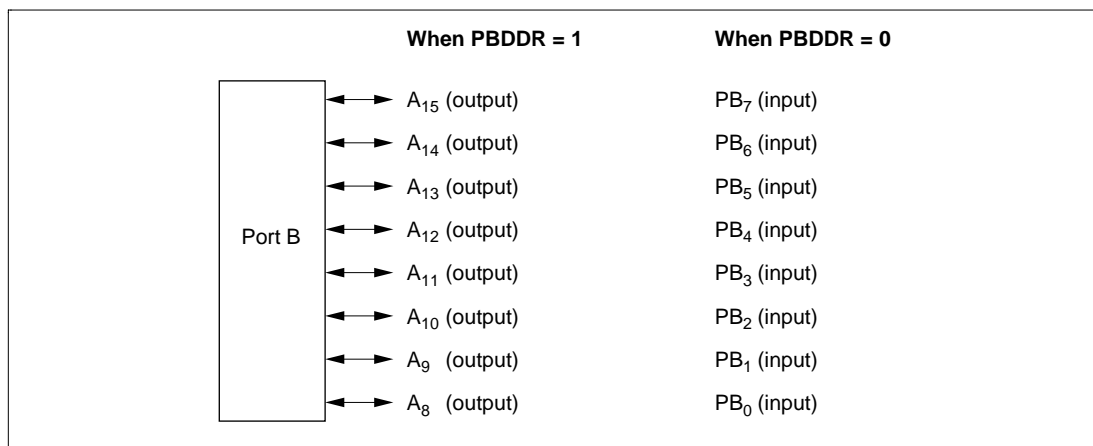 When PBDDR = 1 When PBDDR = 0
A15 (output) PB7 (input)
A14 (output) PB6 (input)
A13 (output) PB5 (input)
Port B A12 (output) PB4 (input)
A11 (output) PB3 (input)
A10 (output) PB2 (input)
A9 (output) PB1 (input)
A8 (output) PB0 (input)